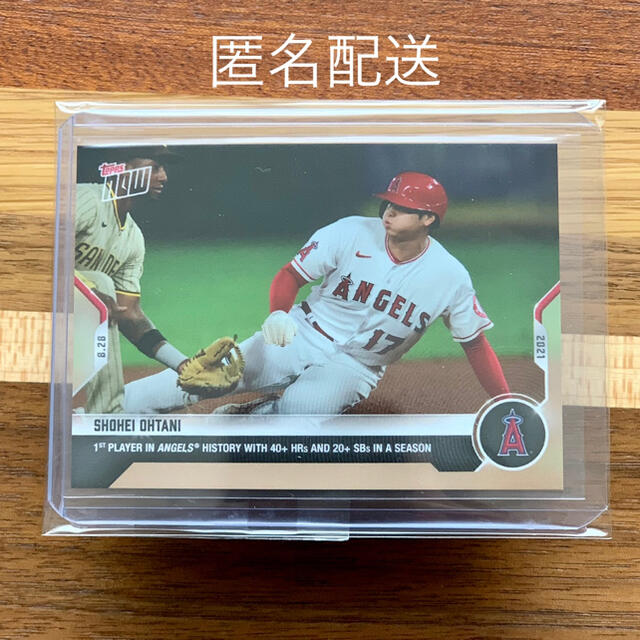 匿名配送
TOPPS
NOW
SAN DIE
ANGELS
17
8.28
2021
SHOHEI OHTANI
1ST PLAYER IN ANGELS® HISTORY WITH 40+ HRs AND 20+ SBs IN A SEASON
A